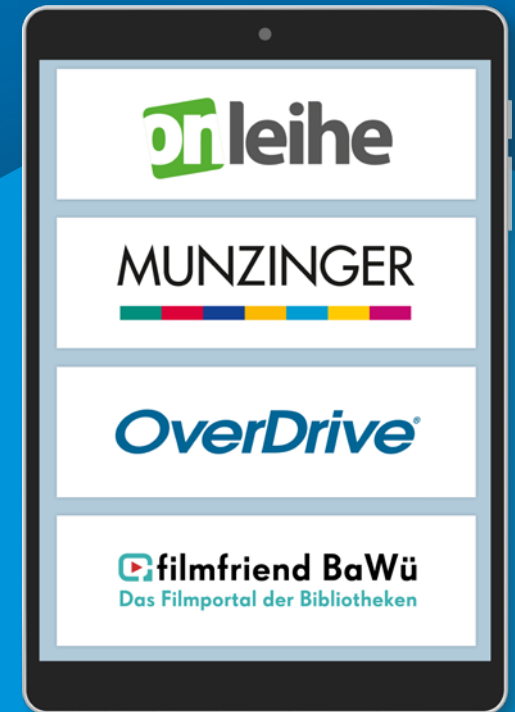 onleihe
MUNZINGER
OverDrive®
filmfriend BaWü
Das Filmportal der Bibliotheken